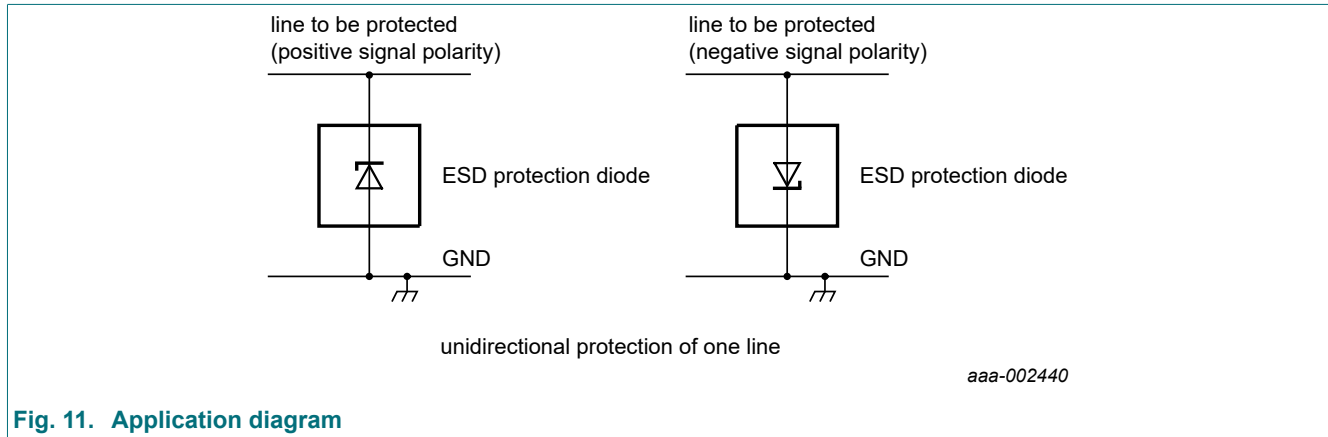 line to be protected
(positive signal polarity)
line to be protected
(negative signal polarity)
ESD protection diode
ESD protection diode
GND
GND
unidirectional protection of one line
aaa-002440
Fig. 11. Application diagram